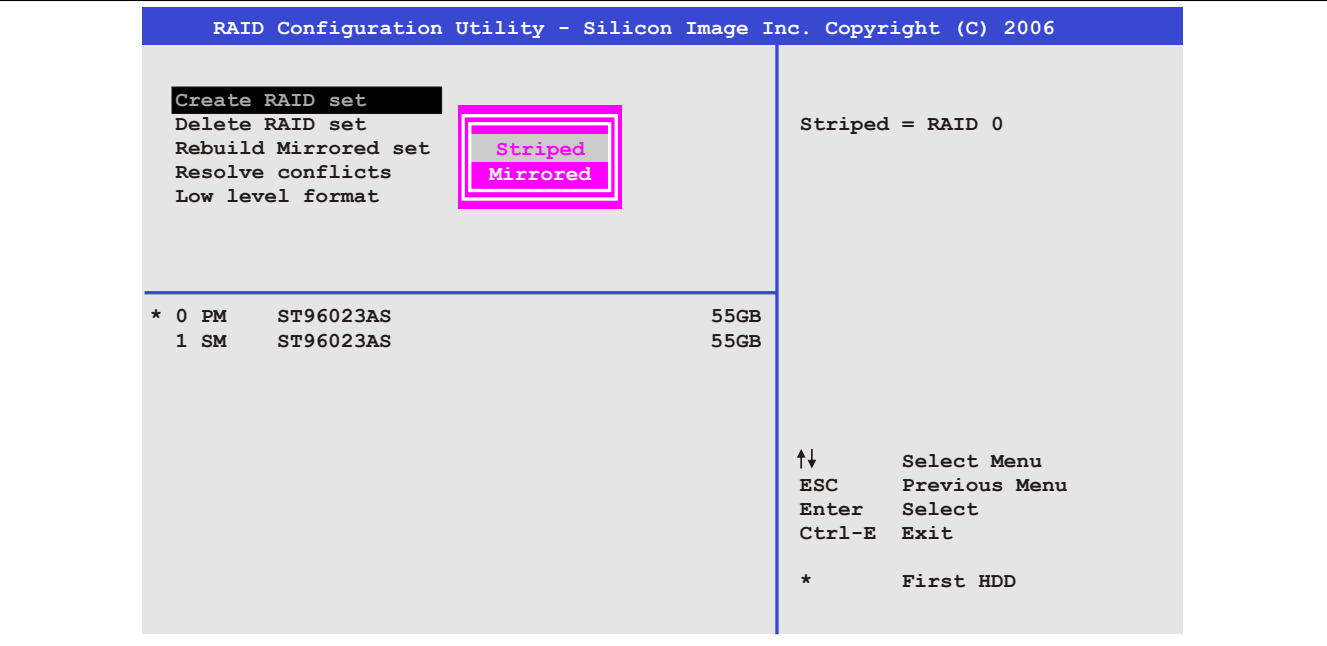 RAID Configuration Utility - Silicon Image Inc. Copyright (C) 2006
Create RAID set
Delete RAID set
Rebuild Mirrored set
Resolve conflicts
Low level format
Striped
Mirrored
Striped = RAID 0
* 0 PM ST96023AS 55GB
1 SM ST96023AS 55GB
↑↓ Select Menu
ESC Previous Menu
Enter Select
Ctrl-E Exit
* First HDD